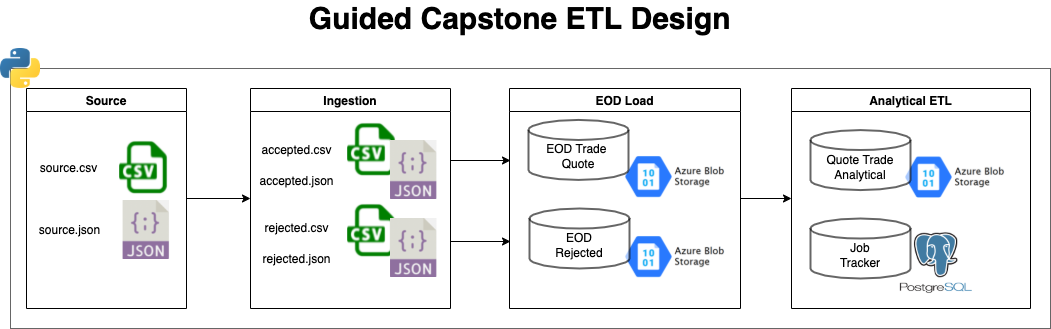 Guided Capstone ETL Design
Source
source.csv
CSV
source.json
{;}
JSON
Ingestion
accepted.csv
accepted.json
CSV
{;}
JSON
rejected.csv
rejected.json
CSV
{;}
JSON
EOD Load
EOD Trade
Quote
10
01
Azure Blob
Storage
EOD
Rejected
10
01
Azure Blob
Storage
Analytical ETL
Quote Trade
Analytical
10
01
Azure Blob
Storage
Job
Tracker
PostgreSQL